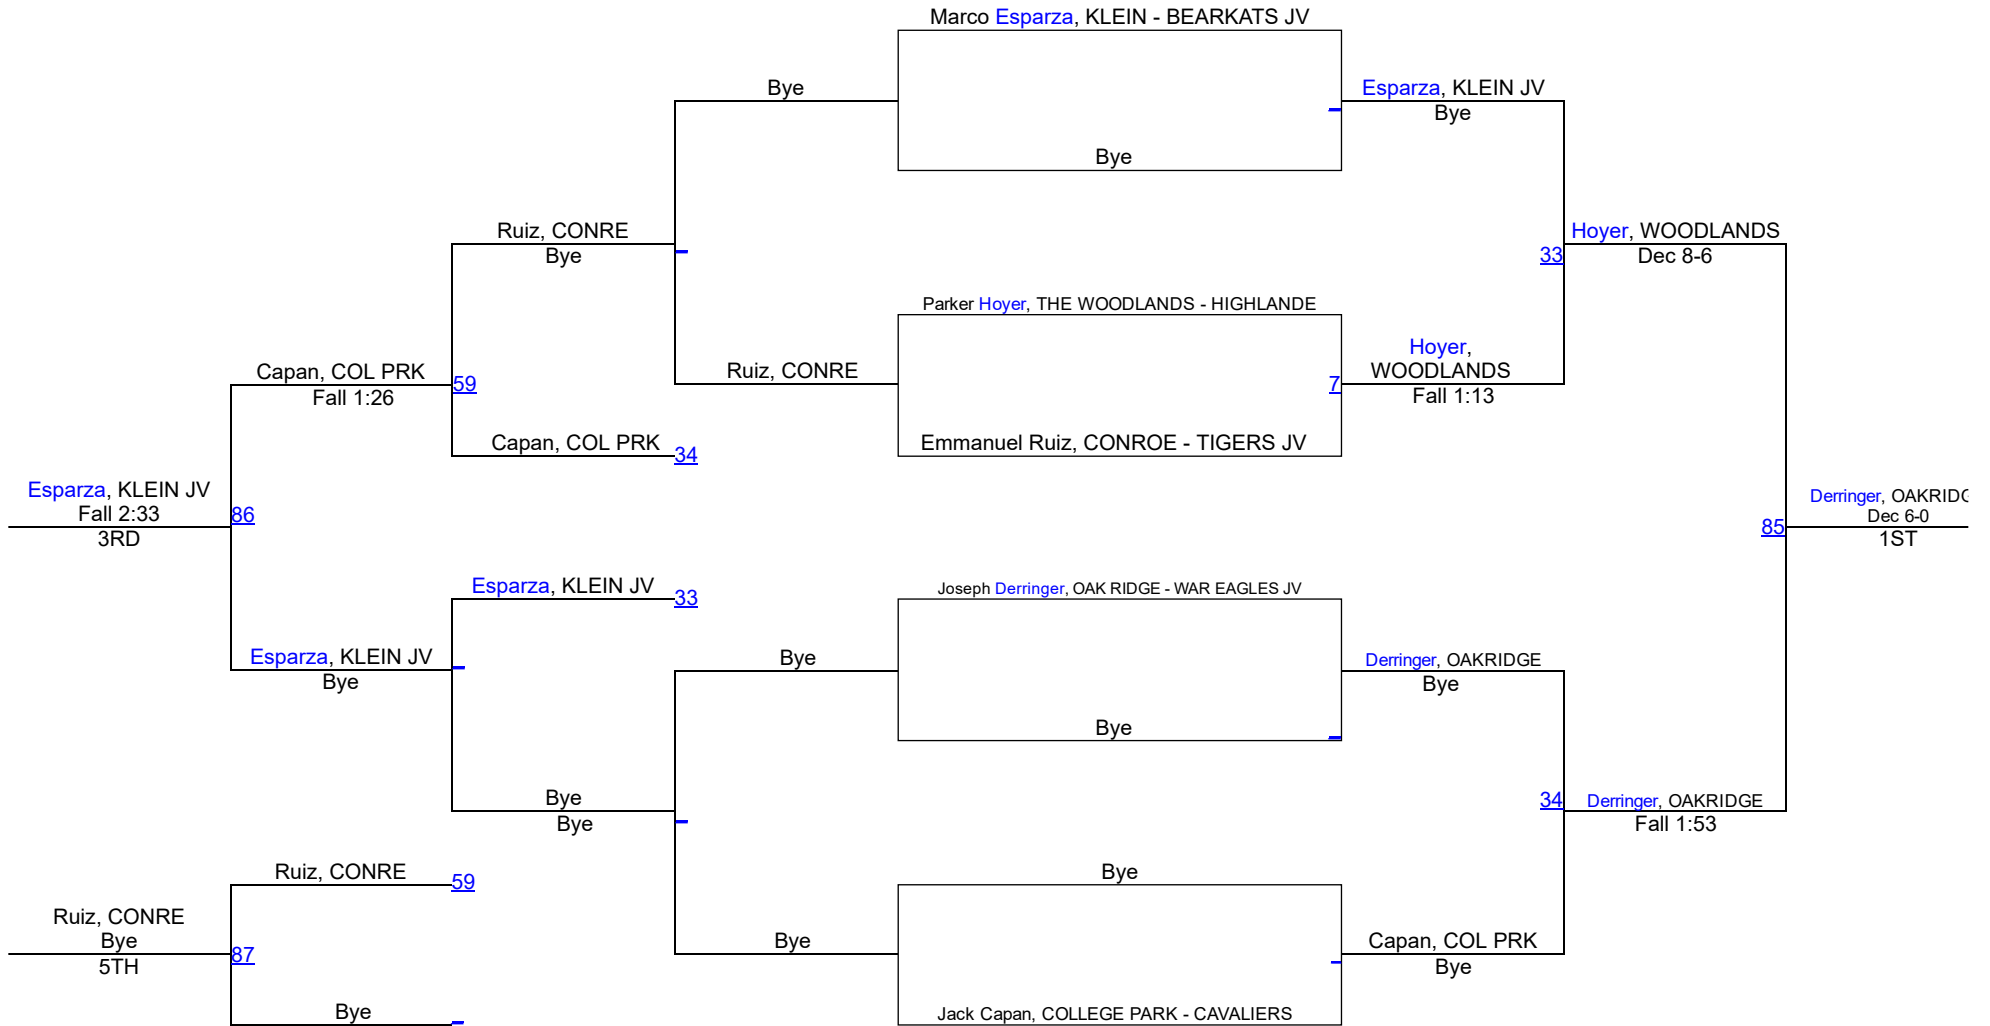 Marco Esparza, KLEIN - BEARKATS JV
Bye
Esparza, KLEIN JV
Bye
Bye
Ruiz, CONRE
Bye
Hoyer, WOODLANDS
33
Dec 8-6
Parker Hoyer, THE WOODLANDS - HIGHLANDE
Hoyer,
WOODLANDS
Ruiz, CONRE
7
Fall 1:13
Capan, COL PRK
59
Fall 1:26
Capan, COL PRK
34
Emmanuel Ruiz, CONROE - TIGERS JV
Esparza, KLEIN JV
Fall 2:33
86
3RD
Derringer, OAKRIDG
Dec 6-0
85
1ST
Esparza, KLEIN JV
33
Joseph Derringer, OAK RIDGE - WAR EAGLES JV
Esparza, KLEIN JV
Bye
Bye
Derringer, OAKRIDGE
Bye
Bye
Bye
Bye
34
Derringer, OAKRIDGE
Fall 1:53
Ruiz, CONRE
59
Bye
Ruiz, CONRE
Bye
87
5TH
Bye
Capan, COL PRK
Bye
Bye
Jack Capan, COLLEGE PARK - CAVALIERS